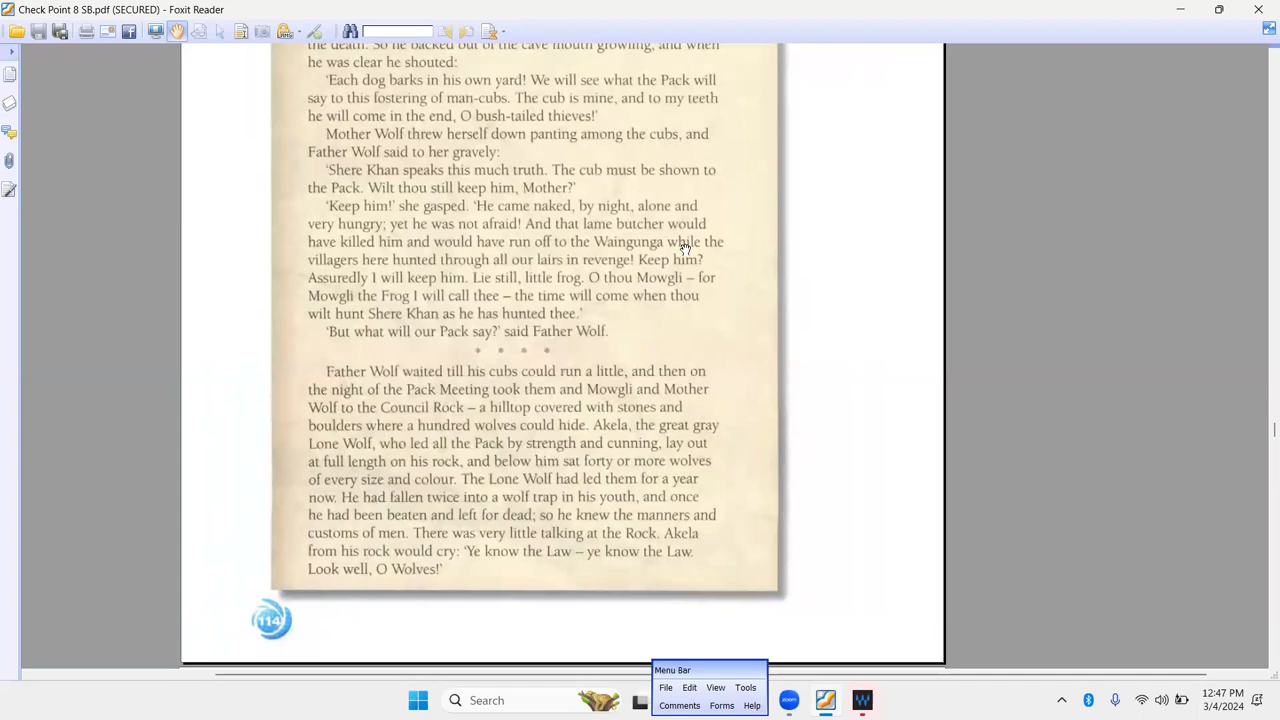 Check Point 8 SB.pdf (SECURED) - Foxit Reader
the death. So he backed out of the cave mouth growling, and when
he was clear he shouted:
‘Each dog barks in his own yard! We will see what the Pack will
say to this fostering of man-cubs. The cub is mine, and to my teeth
he will come in the end, O bush-tailed thieves!’
Mother Wolf threw herself down panting among the cubs, and
Father Wolf said to her gravely:
‘Shere Khan speaks this much truth. The cub must be shown to
the Pack. Wilt thou still keep him, Mother?’
‘Keep him!’ she gasped. ‘He came naked, by night, alone and
very hungry; yet he was not afraid! And that lame butcher would
have killed him and would have run off to the Waingunga while the
villagers here hunted through all our lairs in revenge! Keep him?
Assuredly I will keep him. Lie still, little frog. O thou Mowgli – for
Mowgli the Frog I will call thee – the time will come when thou
wilt hunt Shere Khan as he has hunted thee.’
‘But what will our Pack say?’ said Father Wolf.
Father Wolf waited till his cubs could run a little, and then on
the night of the Pack Meeting took them and Mowgli and Mother
Wolf to the Council Rock – a hilltop covered with stones and
boulders where a hundred wolves could hide. Akela, the great gray
Lone Wolf, who led all the Pack by strength and cunning, lay out
at full length on his rock, and below him sat forty or more wolves
of every size and colour. The Lone Wolf had led them for a year
now. He had fallen twice into a wolf trap in his youth, and once
he had been beaten and left for dead; so he knew the manners and
customs of men. There was very little talking at the Rock. Akela
from his rock would cry: ‘Ye know the Law – ye know the Law.
Look well, O Wolves!’
114
Menu Bar
File Edit View Tools
Comments Forms Help
Search
zoom
12:47 PM
3/4/2024